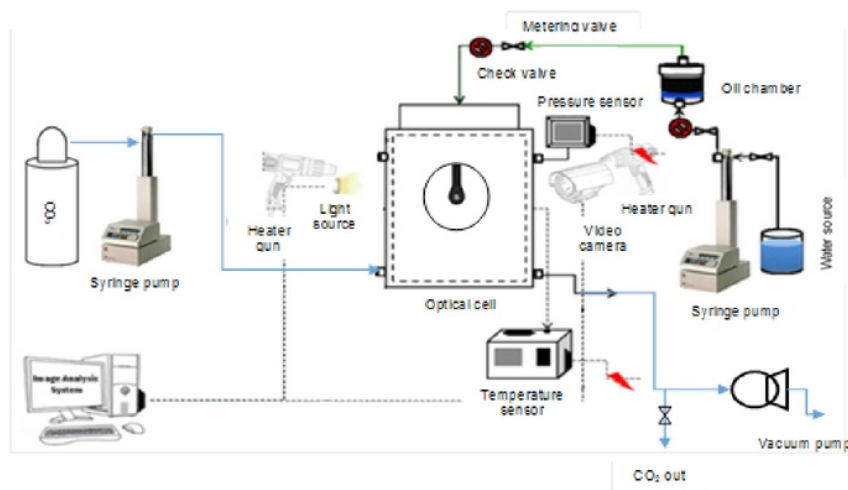 Metering valve
Check valve
Oil chamber
Pressure sensor
CO₂
Heater
gun
Light
source
Video
camera
Heater gun
Water source
Syringe pump
Optical cell
Syringe pump
Image Analysis
System
Temperature
sensor
Vacuum pump
CO₂ out